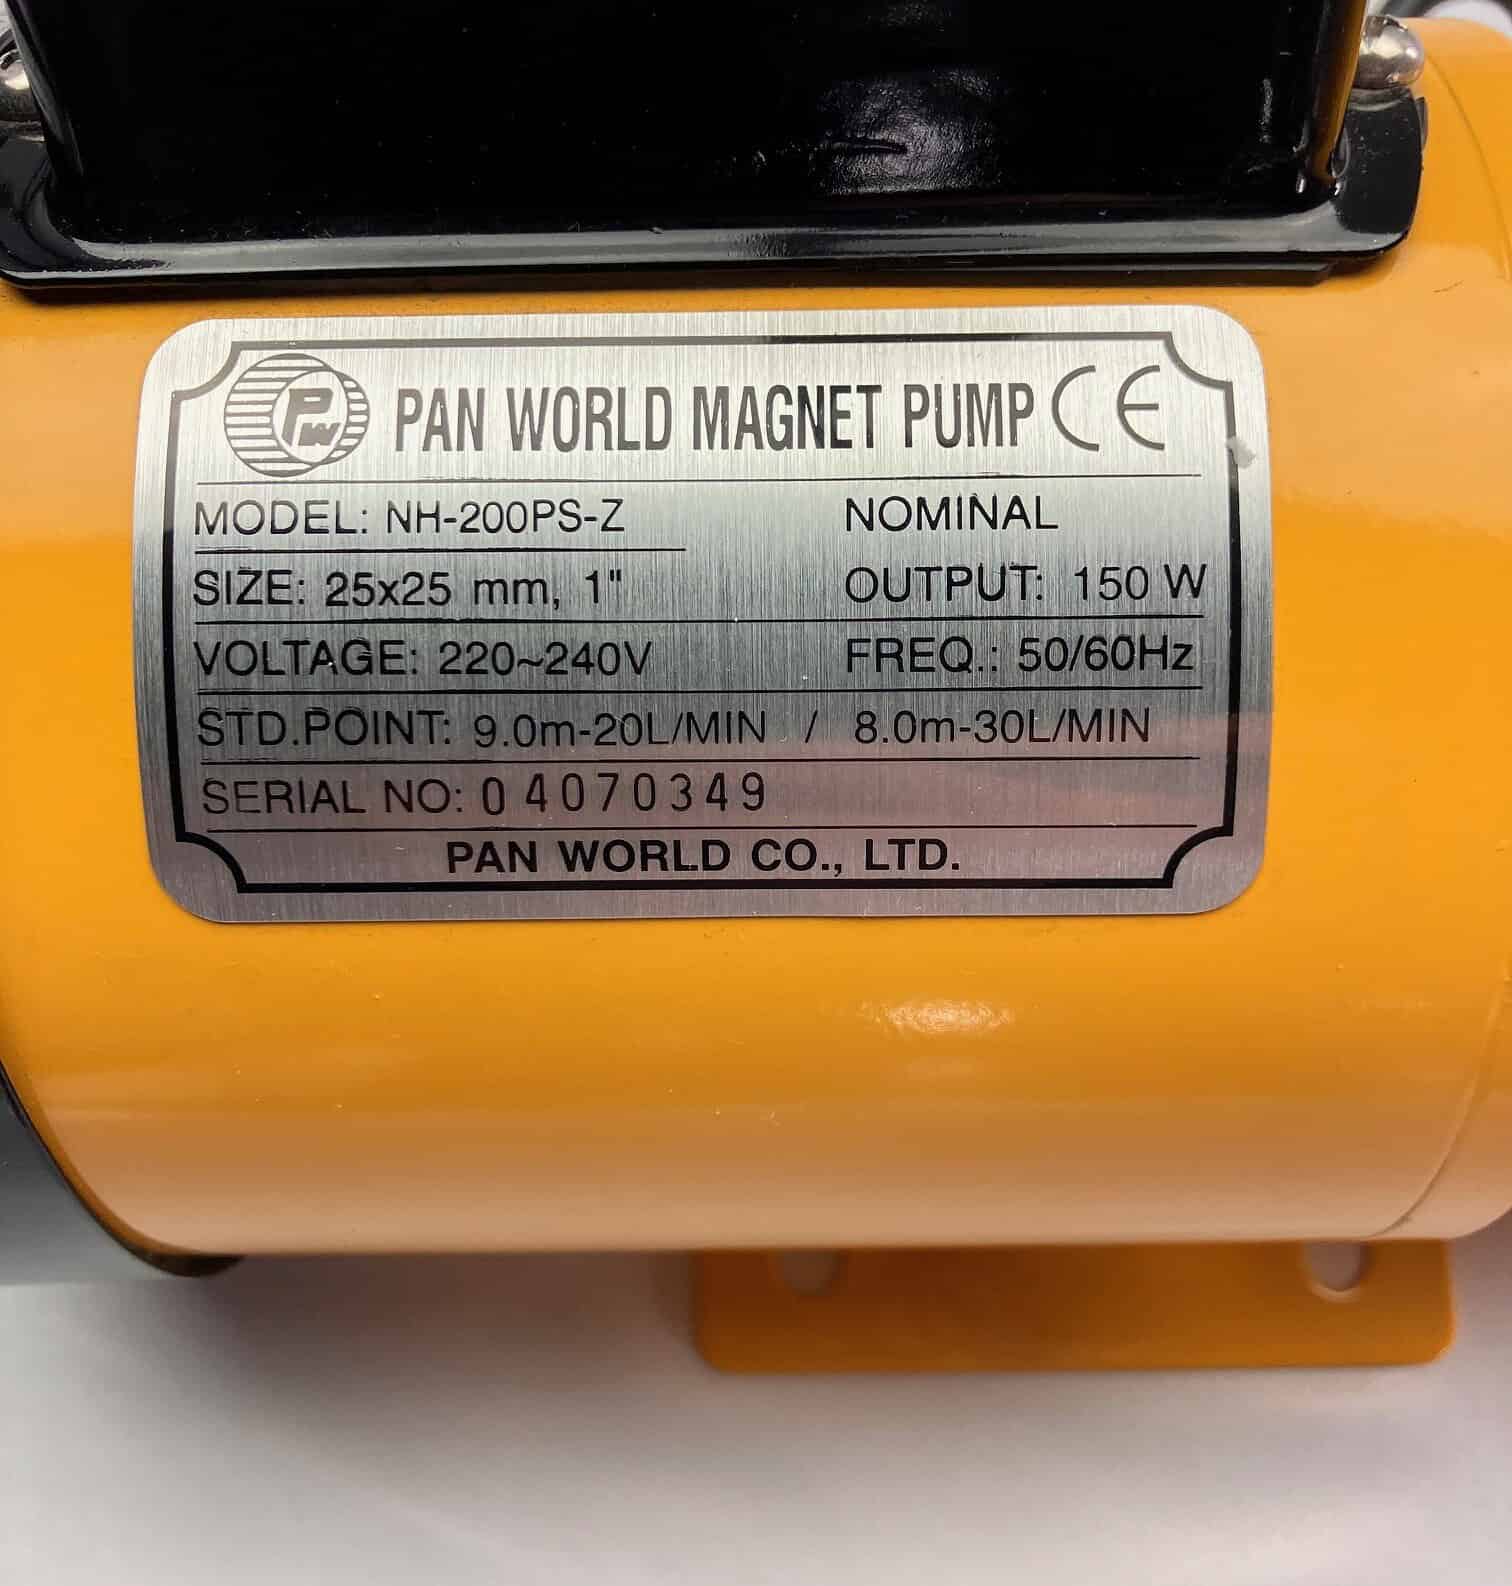 PW PAN WORLD MAGNET PUMP CE
MODEL: NH-200PS-Z NOMINAL
SIZE: 25x25 mm, 1" OUTPUT: 150 W
VOLTAGE: 220~240V FREQ.: 50/60Hz
STD.POINT: 9.0m-20L/MIN / 8.0m-30L/MIN
SERIAL NO: 04070349
PAN WORLD CO., LTD.